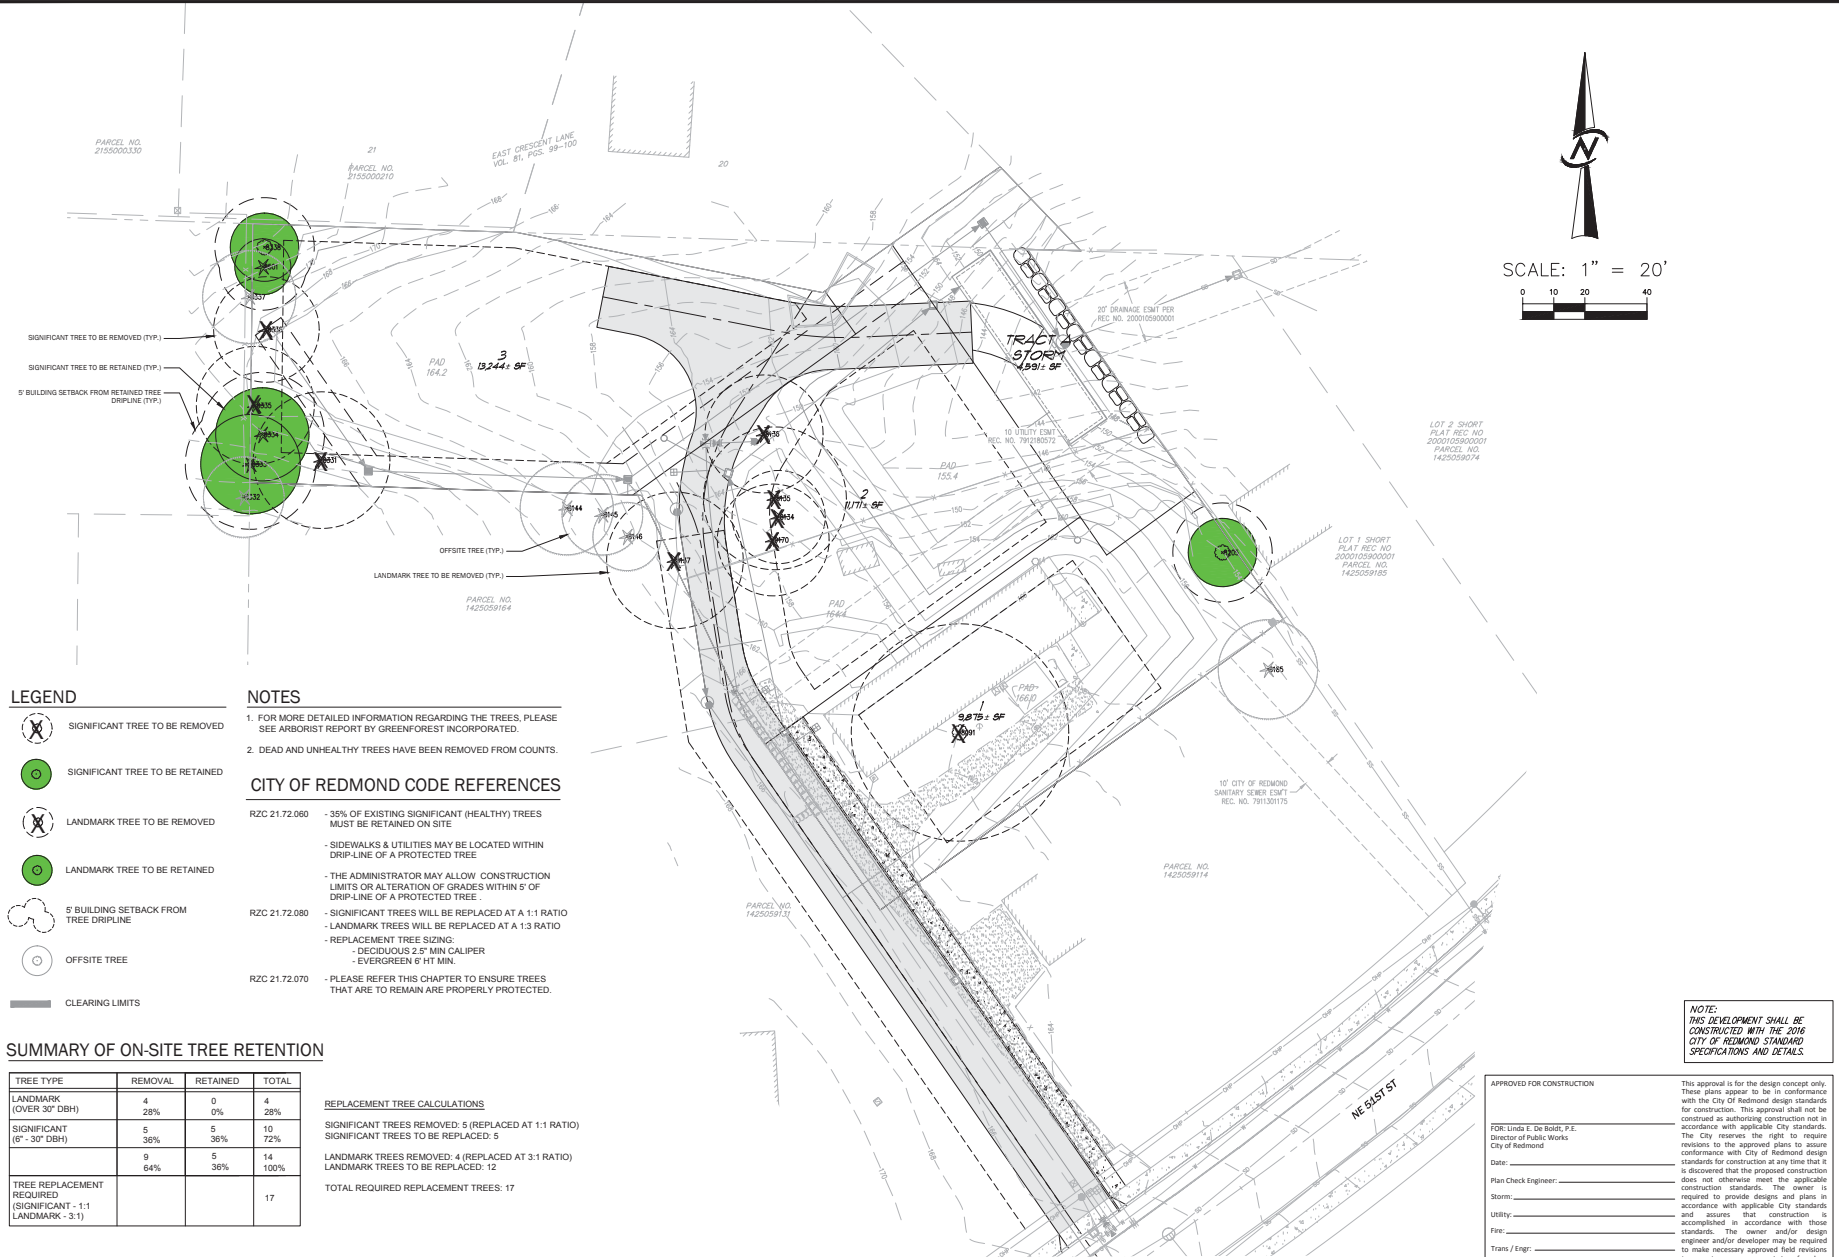 PARCEL NO.
2155000330
21
PARCEL NO.
2155000210
EAST CRESCENT LANE
VOL. 81, PGS. 99-100
20
N
SCALE: 1" = 20'
0 10 20 40
SIGNIFICANT TREE TO BE REMOVED (TYP.)
SIGNIFICANT TREE TO BE RETAINED (TYP.)
5' BUILDING SETBACK FROM RETAINED TREE
DRIPLINE (TYP.)
OFFSITE TREE (TYP.)
LANDMARK TREE TO BE REMOVED (TYP.)
PARCEL NO.
1425059164
PAD
164.2
3
13,244± SF
20' DRAINAGE ESMT PER
REC NO. 2000105900001
TRACT A
STORM
4,591± SF
10 UTILITY ESMT
REC. NO. 7912180572
PAD
155.4
2
11,171± SF
PAD
164.4
PAD
166.0
1
9,875± SF
LOT 2 SHORT
PLAT REC NO
2000105900001
PARCEL NO.
1425059074
LOT 1 SHORT
PLAT REC NO
2000105900001
PARCEL NO.
1425059185
10' CITY OF REDMOND
SANITARY SEWER ESM'T
REC. NO. 7911301175
PARCEL NO.
1425059114
PARCEL NO.
1425059131
NE 51ST ST
LEGEND
SIGNIFICANT TREE TO BE REMOVED
SIGNIFICANT TREE TO BE RETAINED
LANDMARK TREE TO BE REMOVED
LANDMARK TREE TO BE RETAINED
5' BUILDING SETBACK FROM
TREE DRIPLINE
OFFSITE TREE
CLEARING LIMITS
NOTES
1. FOR MORE DETAILED INFORMATION REGARDING THE TREES, PLEASE
SEE ARBORIST REPORT BY GREENFOREST INCORPORATED.
2. DEAD AND UNHEALTHY TREES HAVE BEEN REMOVED FROM COUNTS.
CITY OF REDMOND CODE REFERENCES
RZC 21.72.060 - 35% OF EXISTING SIGNIFICANT (HEALTHY) TREES
MUST BE RETAINED ON SITE
- SIDEWALKS & UTILITIES MAY BE LOCATED WITHIN
DRIP-LINE OF A PROTECTED TREE
- THE ADMINISTRATOR MAY ALLOW CONSTRUCTION
LIMITS OR ALTERATION OF GRADES WITHIN 5' OF
DRIP-LINE OF A PROTECTED TREE .
RZC 21.72.080 - SIGNIFICANT TREES WILL BE REPLACED AT A 1:1 RATIO
- LANDMARK TREES WILL BE REPLACED AT A 1:3 RATIO
- REPLACEMENT TREE SIZING:
- DECIDUOUS 2.5" MIN CALIPER
- EVERGREEN 6' HT MIN.
RZC 21.72.070 - PLEASE REFER THIS CHAPTER TO ENSURE TREES
THAT ARE TO REMAIN ARE PROPERLY PROTECTED.
SUMMARY OF ON-SITE TREE RETENTION
TREE TYPE REMOVAL RETAINED TOTAL
LANDMARK 4 0 4
(OVER 30" DBH) 28% 0% 28%
SIGNIFICANT 5 5 10
(6" - 30" DBH) 36% 36% 72%
9 5 14
64% 36% 100%
TREE REPLACEMENT
REQUIRED 17
(SIGNIFICANT - 1:1
LANDMARK - 3:1)
REPLACEMENT TREE CALCULATIONS
SIGNIFICANT TREES REMOVED: 5 (REPLACED AT 1:1 RATIO)
SIGNIFICANT TREES TO BE REPLACED: 5
LANDMARK TREES REMOVED: 4 (REPLACED AT 3:1 RATIO)
LANDMARK TREES TO BE REPLACED: 12
TOTAL REQUIRED REPLACEMENT TREES: 17
NOTE:
THIS DEVELOPMENT SHALL BE
CONSTRUCTED WITH THE 2016
CITY OF REDMOND STANDARD
SPECIFICATIONS AND DETAILS.
APPROVED FOR CONSTRUCTION
FOR: Linda E. De Boldt, P.E.
Director of Public Works
City of Redmond
Date:
Plan Check Engineer:
Storm:
Utility:
Fire:
Trans / Engr:
This approval is for the design concept only.
These plans appear to be in conformance
with the City Of Redmond design standards
for construction. This approval shall not be
construed as authorizing construction not in
accordance with applicable City standards.
The City reserves the right to require
revisions to the approved plans to assure
conformance with City of Redmond design
standards for construction at any time that it
is discovered that the proposed construction
does not otherwise meet the applicable
construction standards. The owner is
required to provide designs and plans in
accordance with applicable City standards
and assures that construction is
accomplished in accordance with those
standards. The owner and/or design
engineer and/or developer may be required
to make necessary approved field revisions